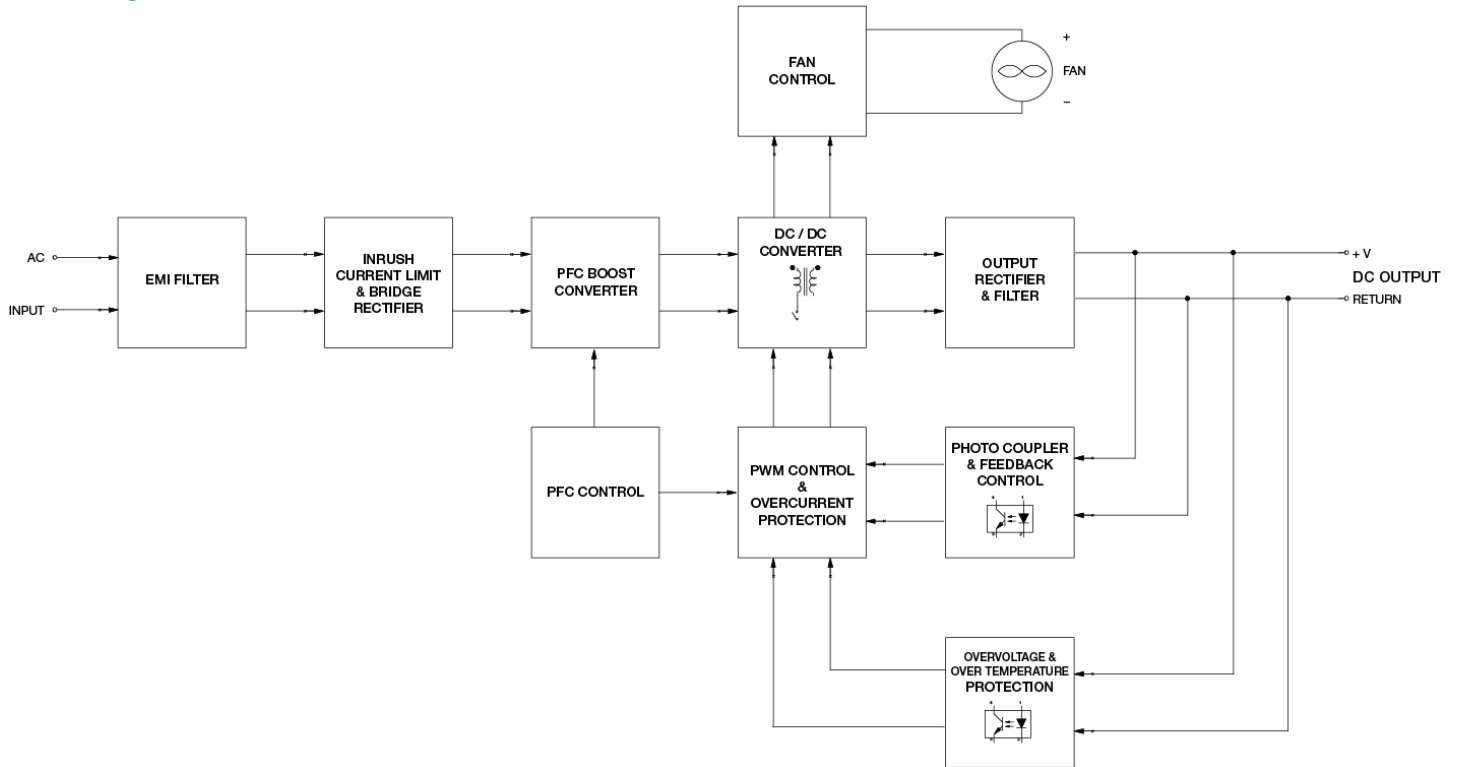 FAN
CONTROL
+
FAN
−
AC
INPUT
EMI FILTER
INRUSH
CURRENT LIMIT
& BRIDGE
RECTIFIER
PFC BOOST
CONVERTER
DC / DC
CONVERTER
OUTPUT
RECTIFIER
& FILTER
+ V
DC OUTPUT
RETURN
PFC CONTROL
PWM CONTROL
&
OVERCURRENT
PROTECTION
PHOTO COUPLER
& FEEDBACK
CONTROL
OVERVOLTAGE &
OVER TEMPERATURE
PROTECTION